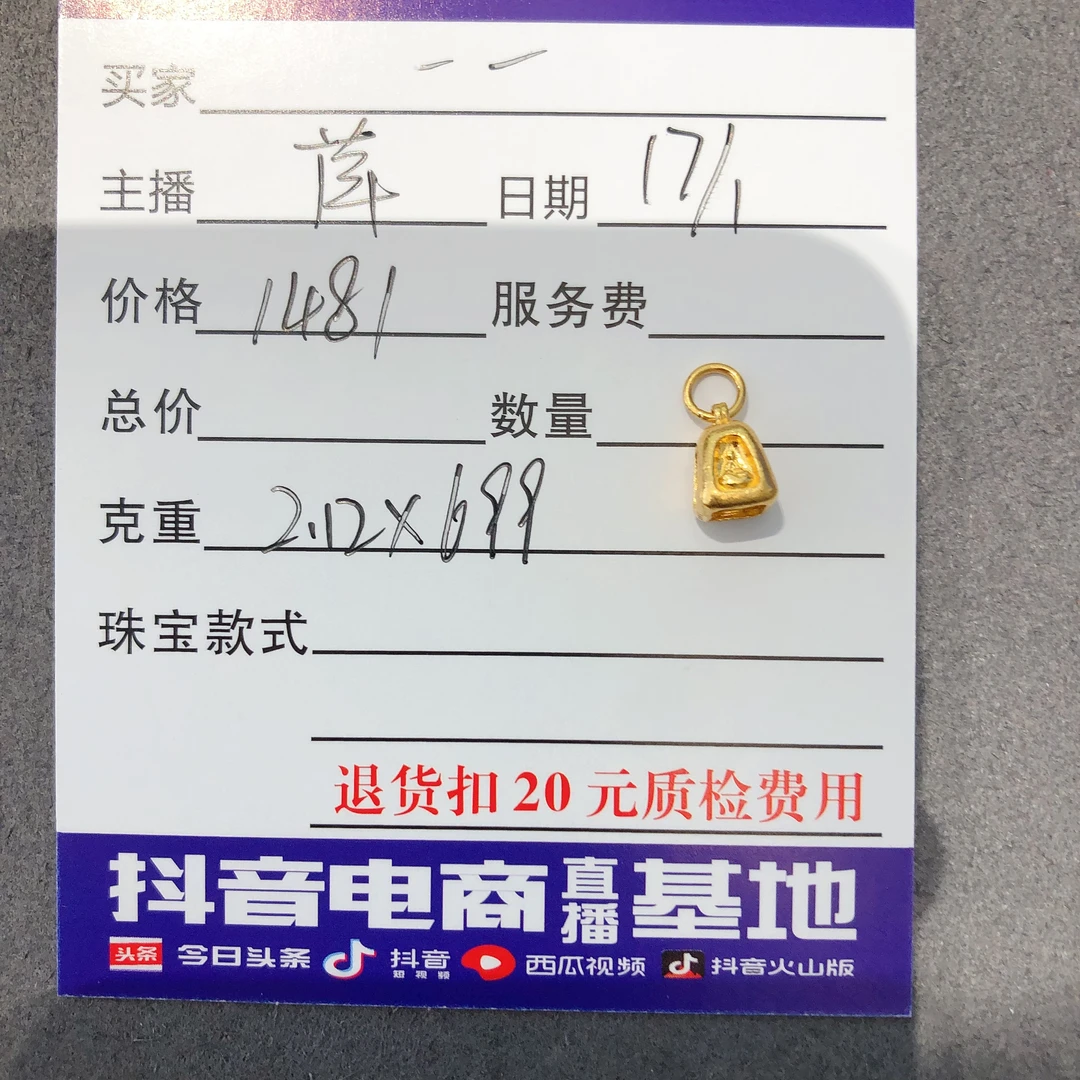 买家 一一
主播 日期 17/1
价格 1481 服务费
总价 数量
克重 2.12×699
珠宝款式
退货扣20元质检费用
抖音电商直播基地
头条 今日头条 抖音短视频 西瓜视频 抖音火山版